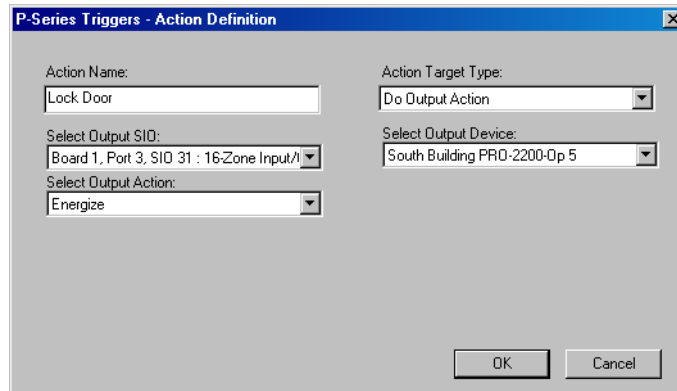 P-Series Triggers - Action Definition
Action Name:
Action Target Type:
Lock Door
Do Output Action
Select Output SIO:
Select Output Device:
Board 1, Port 3, SIO 31 : 16-Zone Input/
South Building PRO-2200-Op 5
Select Output Action:
Energize
OK
Cancel